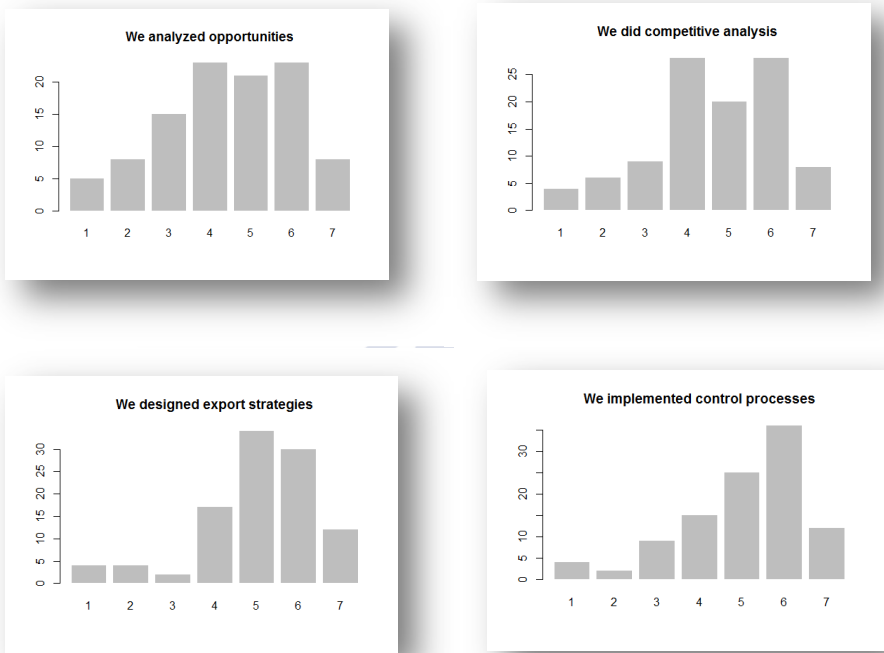 We analyzed opportunities
20
15
10
5
0
1 2 3 4 5 6 7
We did competitive analysis
25
20
15
10
5
0
1 2 3 4 5 6 7
We designed export strategies
30
25
20
15
10
5
0
1 2 3 4 5 6 7
We implemented control processes
30
20
10
5
0
1 2 3 4 5 6 7